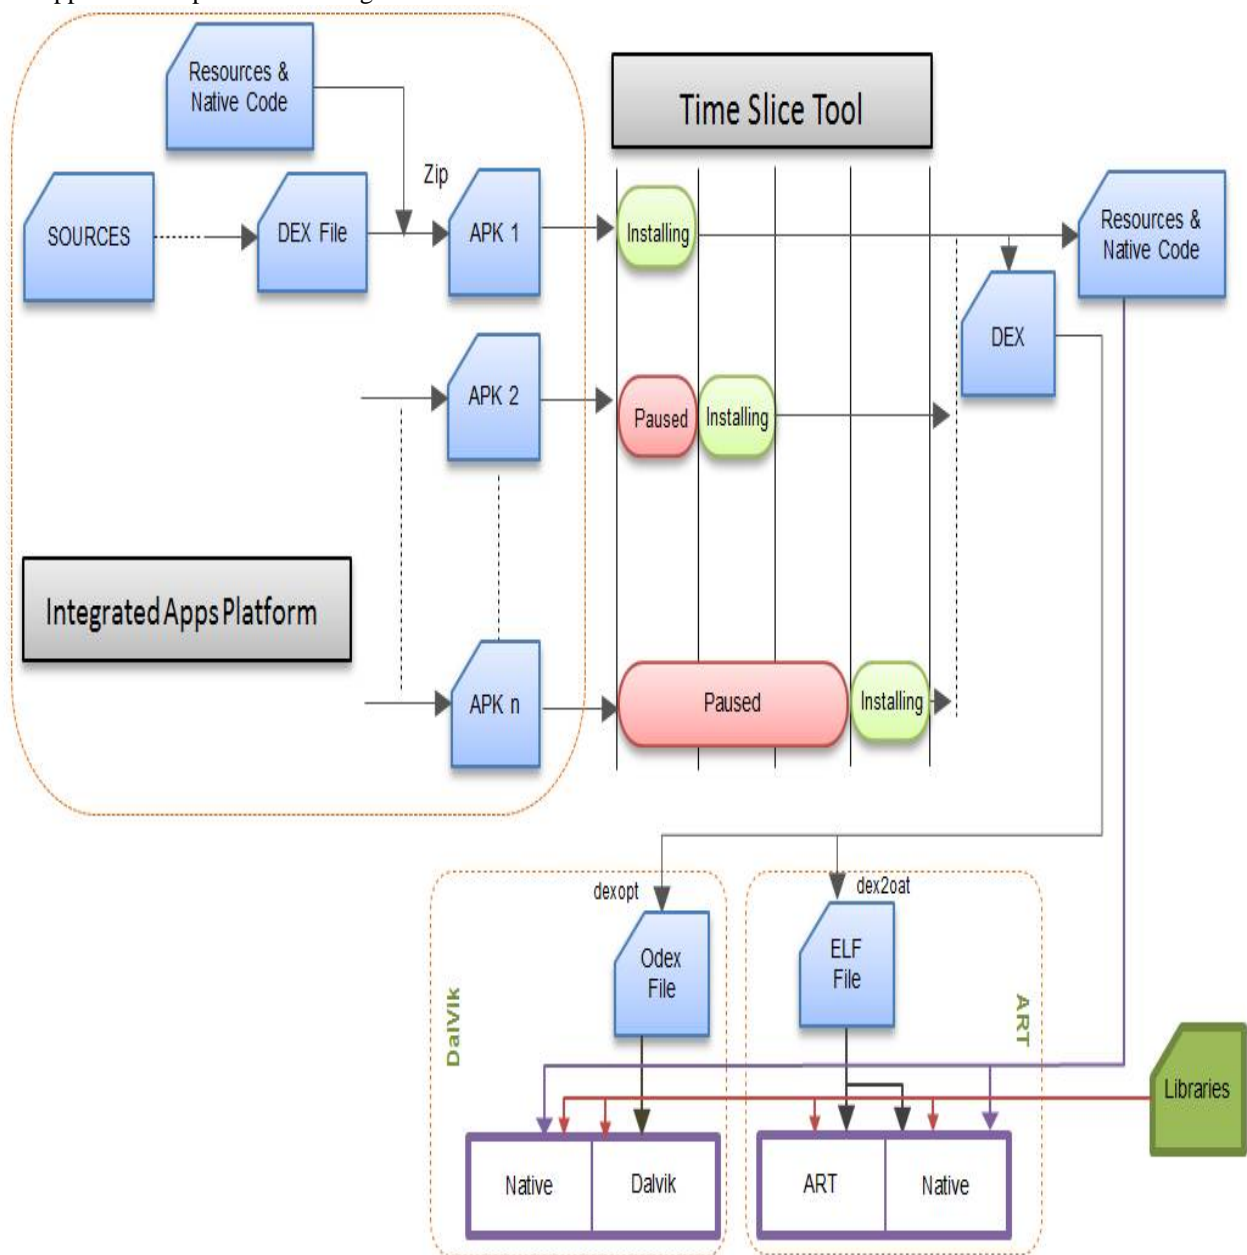 Resources &
Native Code
Time Slice Tool
Zip
SOURCES
DEX File
APK 1
Installing
Resources &
Native Code
DEX
APK 2
Paused
Installing
Integrated Apps Platform
APK n
Paused
Installing
dexopt
dex2oat
Odex
File
ELF
File
DalVik
ART
Libraries
Native
Dalvik
ART
Native